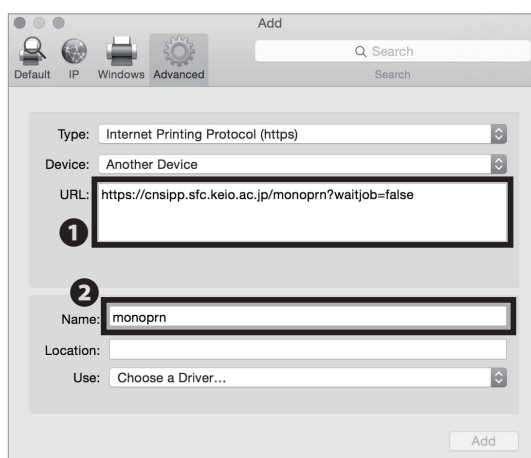 Add
Search
Default IP Windows Advanced Search
Type: Internet Printing Protocol (https)
Device: Another Device
URL: https://cnsipp.sfc.keio.ac.jp/monoprn?waitjob=false
1
2
Name: monoprn
Location:
Use: Choose a Driver...
Add